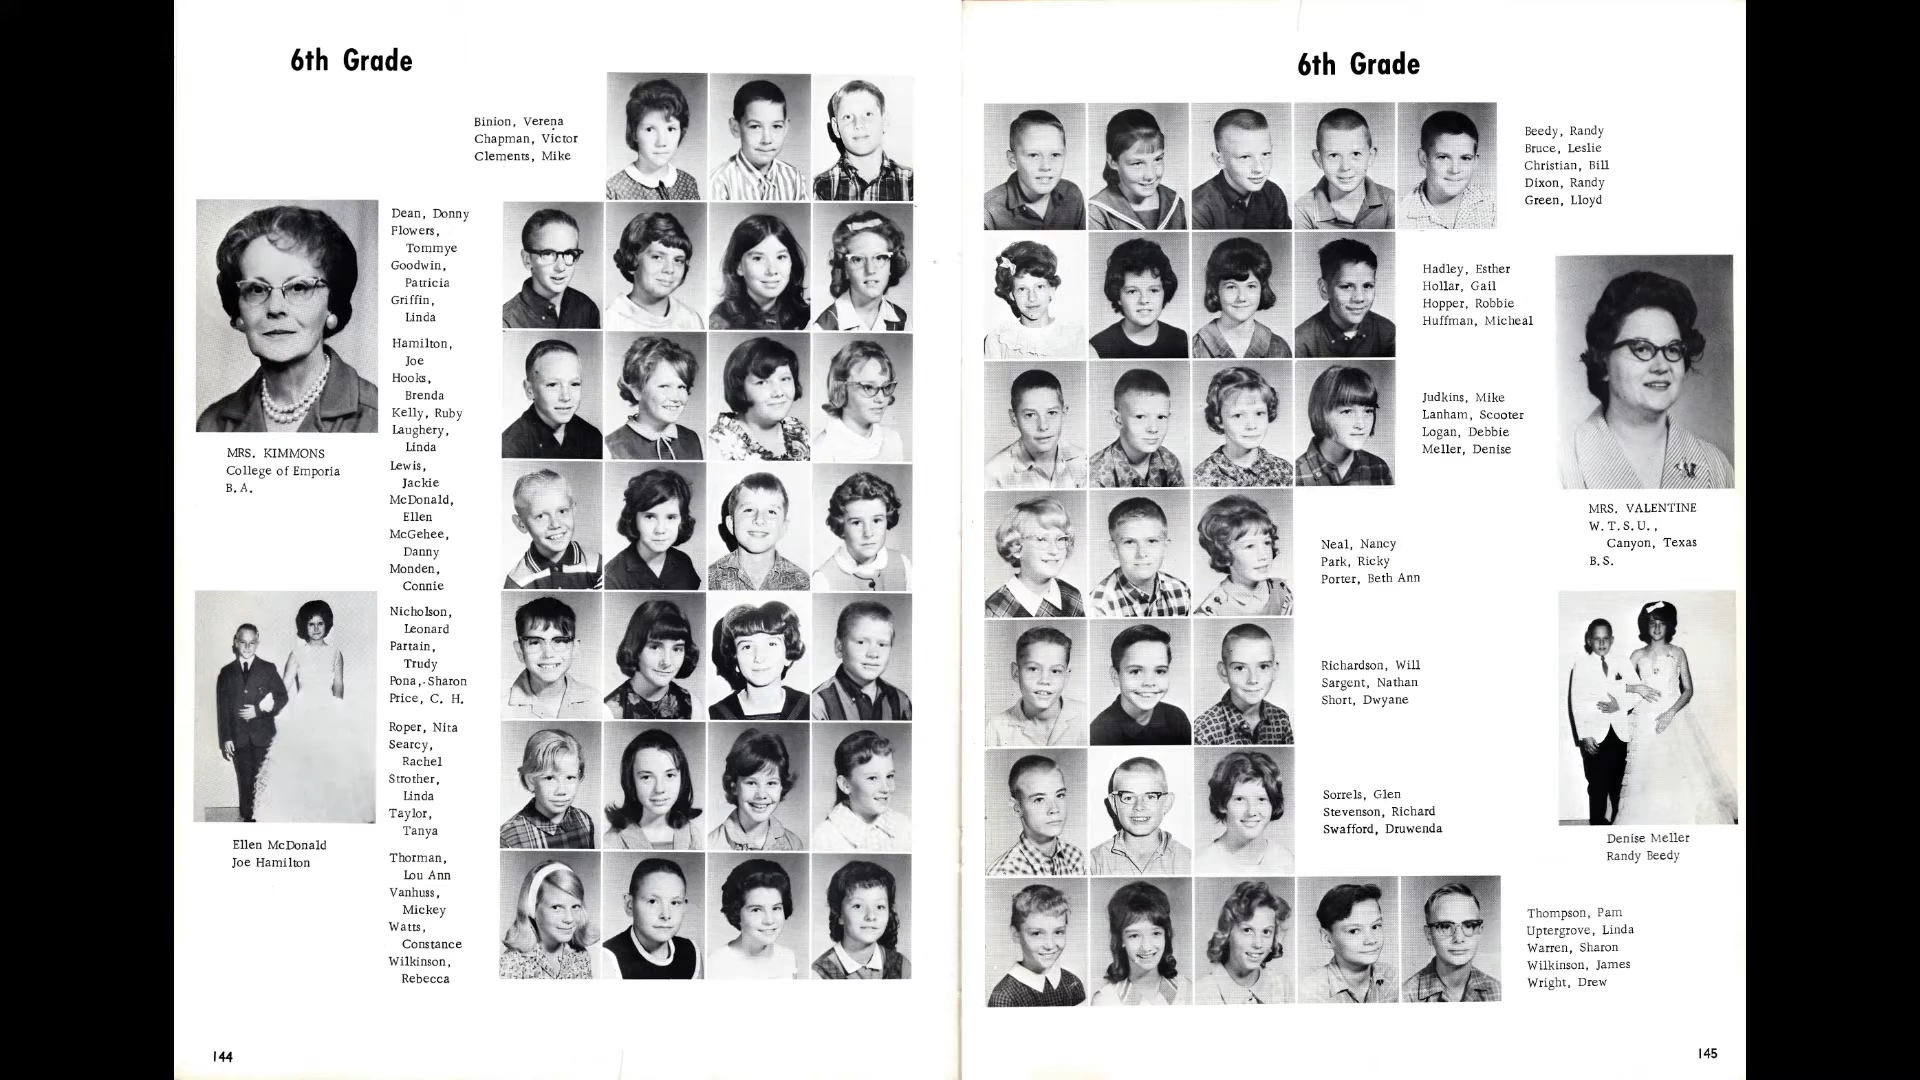 6th Grade
Binion, Verena
Chapman, Victor
Clements, Mike
Dean, Donny
Flowers,
Tommye
Goodwin,
Patricia
Griffin,
Linda
Hamilton,
Joe
Hooks,
Brenda
Kelly, Ruby
Laughery,
Linda
Lewis,
Jackie
McDonald,
Ellen
McGehee,
Danny
Monden,
Connie
Nicholson,
Leonard
Partain,
Trudy
Pona, Sharon
Price, C. H.
Roper, Nita
Searcy,
Rachel
Strother,
Linda
Taylor,
Tanya
Thorman,
Lou Ann
Vanhuss,
Mickey
Watts,
Constance
Wilkinson,
Rebecca
MRS. KIMMONS
College of Emporia
B. A.
Ellen McDonald
Joe Hamilton
144
6th Grade
Beedy, Randy
Bruce, Leslie
Christian, Bill
Dixon, Randy
Green, Lloyd
Hadley, Esther
Hollar, Gail
Hopper, Robbie
Huffman, Micheal
Judkins, Mike
Lanham, Scooter
Logan, Debbie
Meller, Denise
Neal, Nancy
Park, Ricky
Porter, Beth Ann
Richardson, Will
Sargent, Nathan
Short, Dwyane
Sorrels, Glen
Stevenson, Richard
Swafford, Druwenda
Thompson, Pam
Uptergrove, Linda
Warren, Sharon
Wilkinson, James
Wright, Drew
MRS. VALENTINE
W. T. S. U. ,
Canyon, Texas
B. S.
Denise Meller
Randy Beedy
145